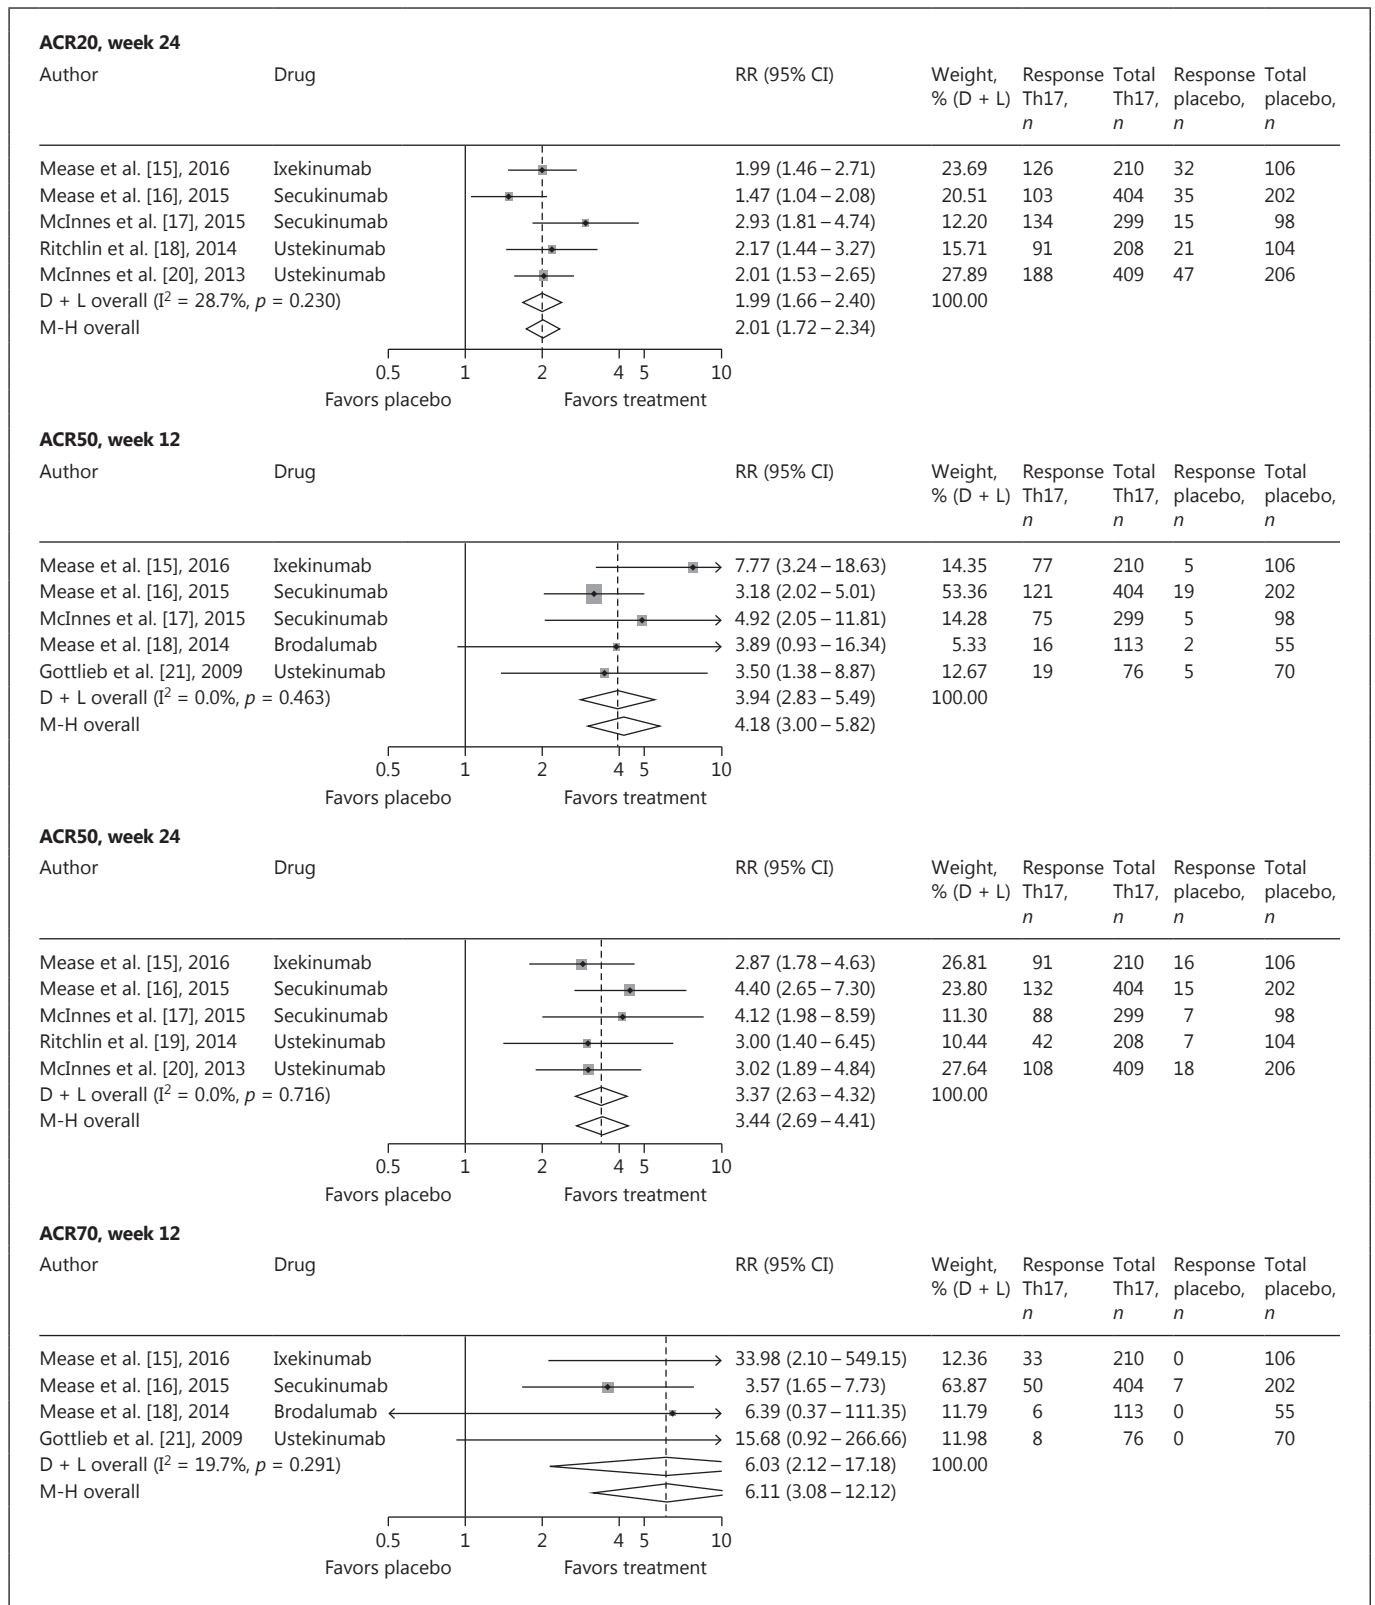 ACR20, week 24
Author Drug RR (95% CI) Weight, Response Total Response Total
% (D + L) Th17, Th17, placebo, placebo,
n n n n
Mease et al. [15], 2016 Ixekinumab 1.99 (1.46 – 2.71) 23.69 126 210 32 106
Mease et al. [16], 2015 Secukinumab 1.47 (1.04 – 2.08) 20.51 103 404 35 202
McInnes et al. [17], 2015 Secukinumab 2.93 (1.81 – 4.74) 12.20 134 299 15 98
Ritchlin et al. [18], 2014 Ustekinumab 2.17 (1.44 – 3.27) 15.71 91 208 21 104
McInnes et al. [20], 2013 Ustekinumab 2.01 (1.53 – 2.65) 27.89 188 409 47 206
D + L overall (I² = 28.7%, p = 0.230) 1.99 (1.66 – 2.40) 100.00
M-H overall 2.01 (1.72 – 2.34)
0.5 1 2 4 5 10
Favors placebo Favors treatment
ACR50, week 12
Author Drug RR (95% CI) Weight, Response Total Response Total
% (D + L) Th17, Th17, placebo, placebo,
n n n n
Mease et al. [15], 2016 Ixekinumab 7.77 (3.24 – 18.63) 14.35 77 210 5 106
Mease et al. [16], 2015 Secukinumab 3.18 (2.02 – 5.01) 53.36 121 404 19 202
McInnes et al. [17], 2015 Secukinumab 4.92 (2.05 – 11.81) 14.28 75 299 5 98
Mease et al. [18], 2014 Brodalumab 3.89 (0.93 – 16.34) 5.33 16 113 2 55
Gottlieb et al. [21], 2009 Ustekinumab 3.50 (1.38 – 8.87) 12.67 19 76 5 70
D + L overall (I² = 0.0%, p = 0.463) 3.94 (2.83 – 5.49) 100.00
M-H overall 4.18 (3.00 – 5.82)
0.5 1 2 4 5 10
Favors placebo Favors treatment
ACR50, week 24
Author Drug RR (95% CI) Weight, Response Total Response Total
% (D + L) Th17, Th17, placebo, placebo,
n n n n
Mease et al. [15], 2016 Ixekinumab 2.87 (1.78 – 4.63) 26.81 91 210 16 106
Mease et al. [16], 2015 Secukinumab 4.40 (2.65 – 7.30) 23.80 132 404 15 202
McInnes et al. [17], 2015 Secukinumab 4.12 (1.98 – 8.59) 11.30 88 299 7 98
Ritchlin et al. [19], 2014 Ustekinumab 3.00 (1.40 – 6.45) 10.44 42 208 7 104
McInnes et al. [20], 2013 Ustekinumab 3.02 (1.89 – 4.84) 27.64 108 409 18 206
D + L overall (I² = 0.0%, p = 0.716) 3.37 (2.63 – 4.32) 100.00
M-H overall 3.44 (2.69 – 4.41)
0.5 1 2 4 5 10
Favors placebo Favors treatment
ACR70, week 12
Author Drug RR (95% CI) Weight, Response Total Response Total
% (D + L) Th17, Th17, placebo, placebo,
n n n n
Mease et al. [15], 2016 Ixekinumab 33.98 (2.10 – 549.15) 12.36 33 210 0 106
Mease et al. [16], 2015 Secukinumab 3.57 (1.65 – 7.73) 63.87 50 404 7 202
Mease et al. [18], 2014 Brodalumab 6.39 (0.37 – 111.35) 11.79 6 113 0 55
Gottlieb et al. [21], 2009 Ustekinumab 15.68 (0.92 – 266.66) 11.98 8 76 0 70
D + L overall (I² = 19.7%, p = 0.291) 6.03 (2.12 – 17.18) 100.00
M-H overall 6.11 (3.08 – 12.12)
0.5 1 2 4 5 10
Favors placebo Favors treatment